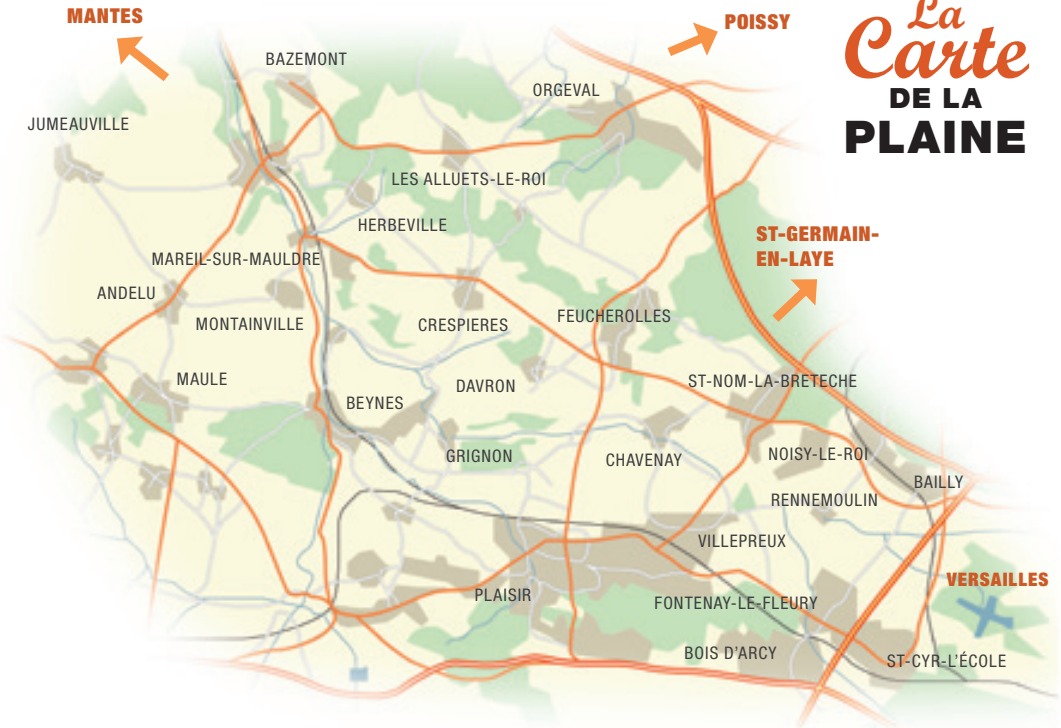 MANTES
POISSY
La
Carte
DE LA
PLAINE
BAZEMONT
ORGEVAL
JUMEAUVILLE
LES ALLUETS-LE-ROI
HERBEVILLE
ST-GERMAIN-
EN-LAYE
MAREIL-SUR-MAULDRE
ANDELU
MONTAINVILLE
CRESPIERES
FEUCHEROLLES
MAULE
DAVRON
ST-NOM-LA-BRETECHE
BEYNES
GRIGNON
CHAVENAY
NOISY-LE-ROI
BAILLY
RENNEMOULIN
VILLEPREUX
VERSAILLES
PLAISIR
FONTENAY-LE-FLEURY
BOIS D'ARCY
ST-CYR-L'ÉCOLE